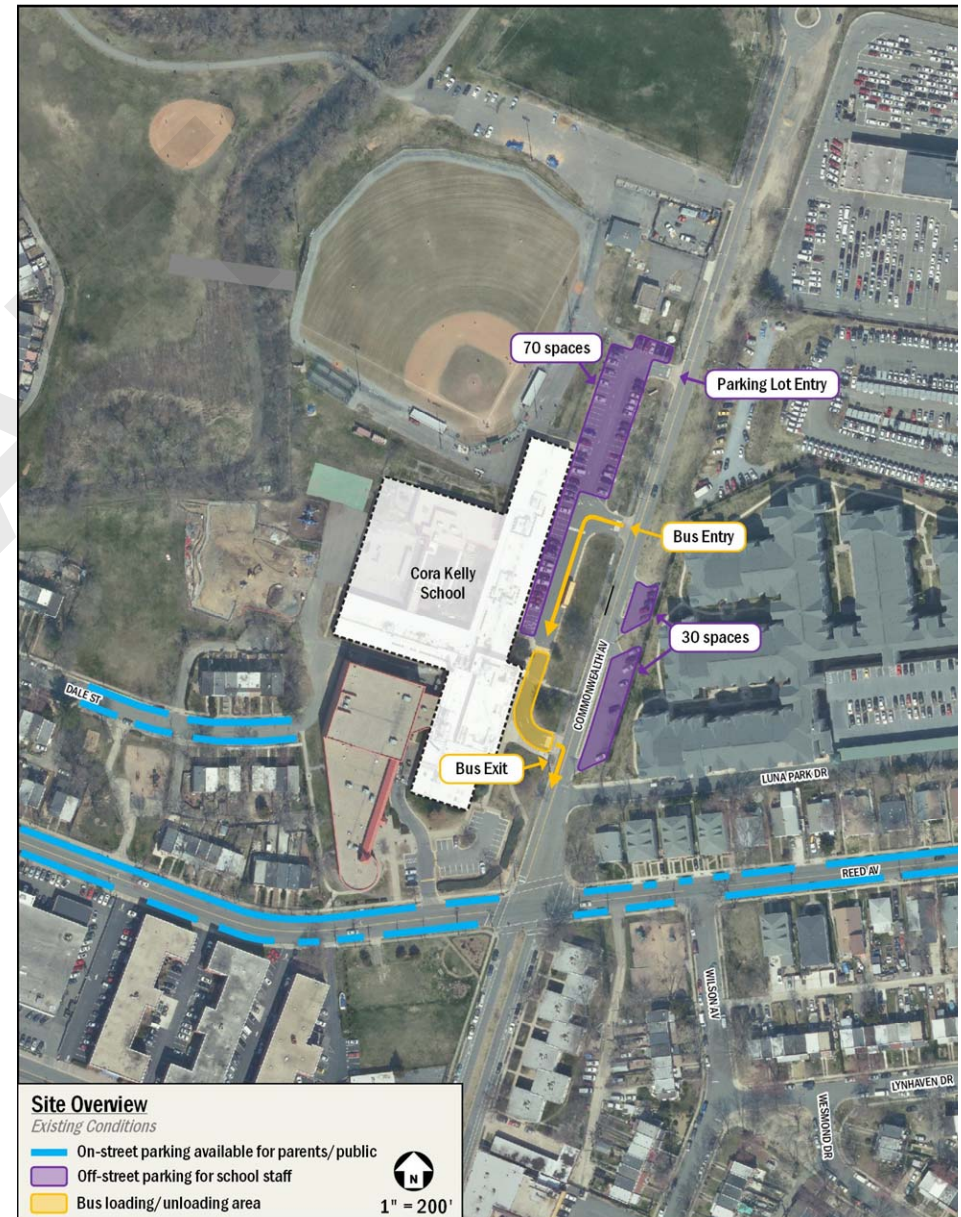 70 spaces
Parking Lot Entry
Bus Entry
Cora Kelly
School
30 spaces
COMMONWEALTH AV
DALE ST
Bus Exit
LUNA PARK DR
REED AV
WILSON AV
LYNHAVEN DR
WESMOND DR
Site Overview
Existing Conditions
On-street parking available for parents/public
Off-street parking for school staff
Bus loading/unloading area
N
1" = 200'